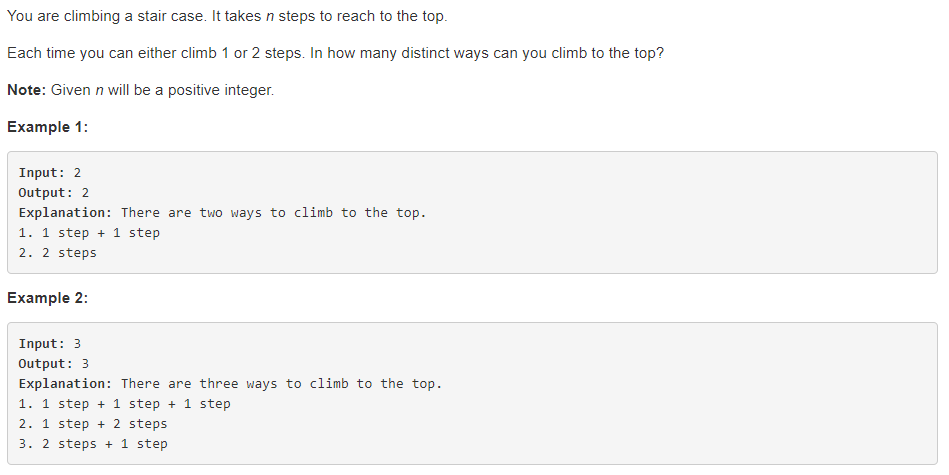 You are climbing a stair case. It takes n steps to reach to the top.
Each time you can either climb 1 or 2 steps. In how many distinct ways can you climb to the top?
Note: Given n will be a positive integer.
Example 1:
Input: 2
Output: 2
Explanation: There are two ways to climb to the top.
1. 1 step + 1 step
2. 2 steps
Example 2:
Input: 3
Output: 3
Explanation: There are three ways to climb to the top.
1. 1 step + 1 step + 1 step
2. 1 step + 2 steps
3. 2 steps + 1 step